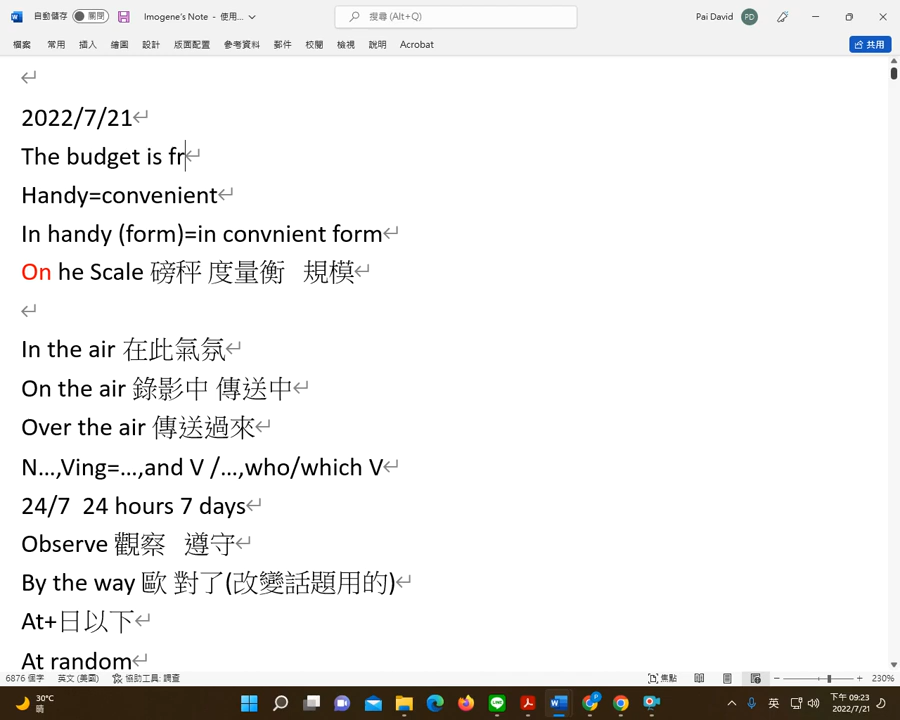 自動儲存 關閉 Imogene's Note - 使用... 搜尋 (Alt+Q) Pai David PD
檔案 常用 插入 繪圖 設計 版面配置 參考資料 郵件 校閱 檢視 說明 Acrobat 共用
2022/7/21
The budget is fr
Handy=convenient
In handy (form)=in convnient form
On he Scale 磅秤 度量衡 規模
In the air 在此氣氛
On the air 錄影中 傳送中
Over the air 傳送過來
N...,Ving=...,and V /...,who/which V
24/7 24 hours 7 days
Observe 觀察 遵守
By the way 歐 對了(改變話題用的)
At+日以下
At random
6876 個字 英文 (美國) 協助工具: 調查 焦點 230%
30°C 晴 英 下午 09:23
2022/7/21